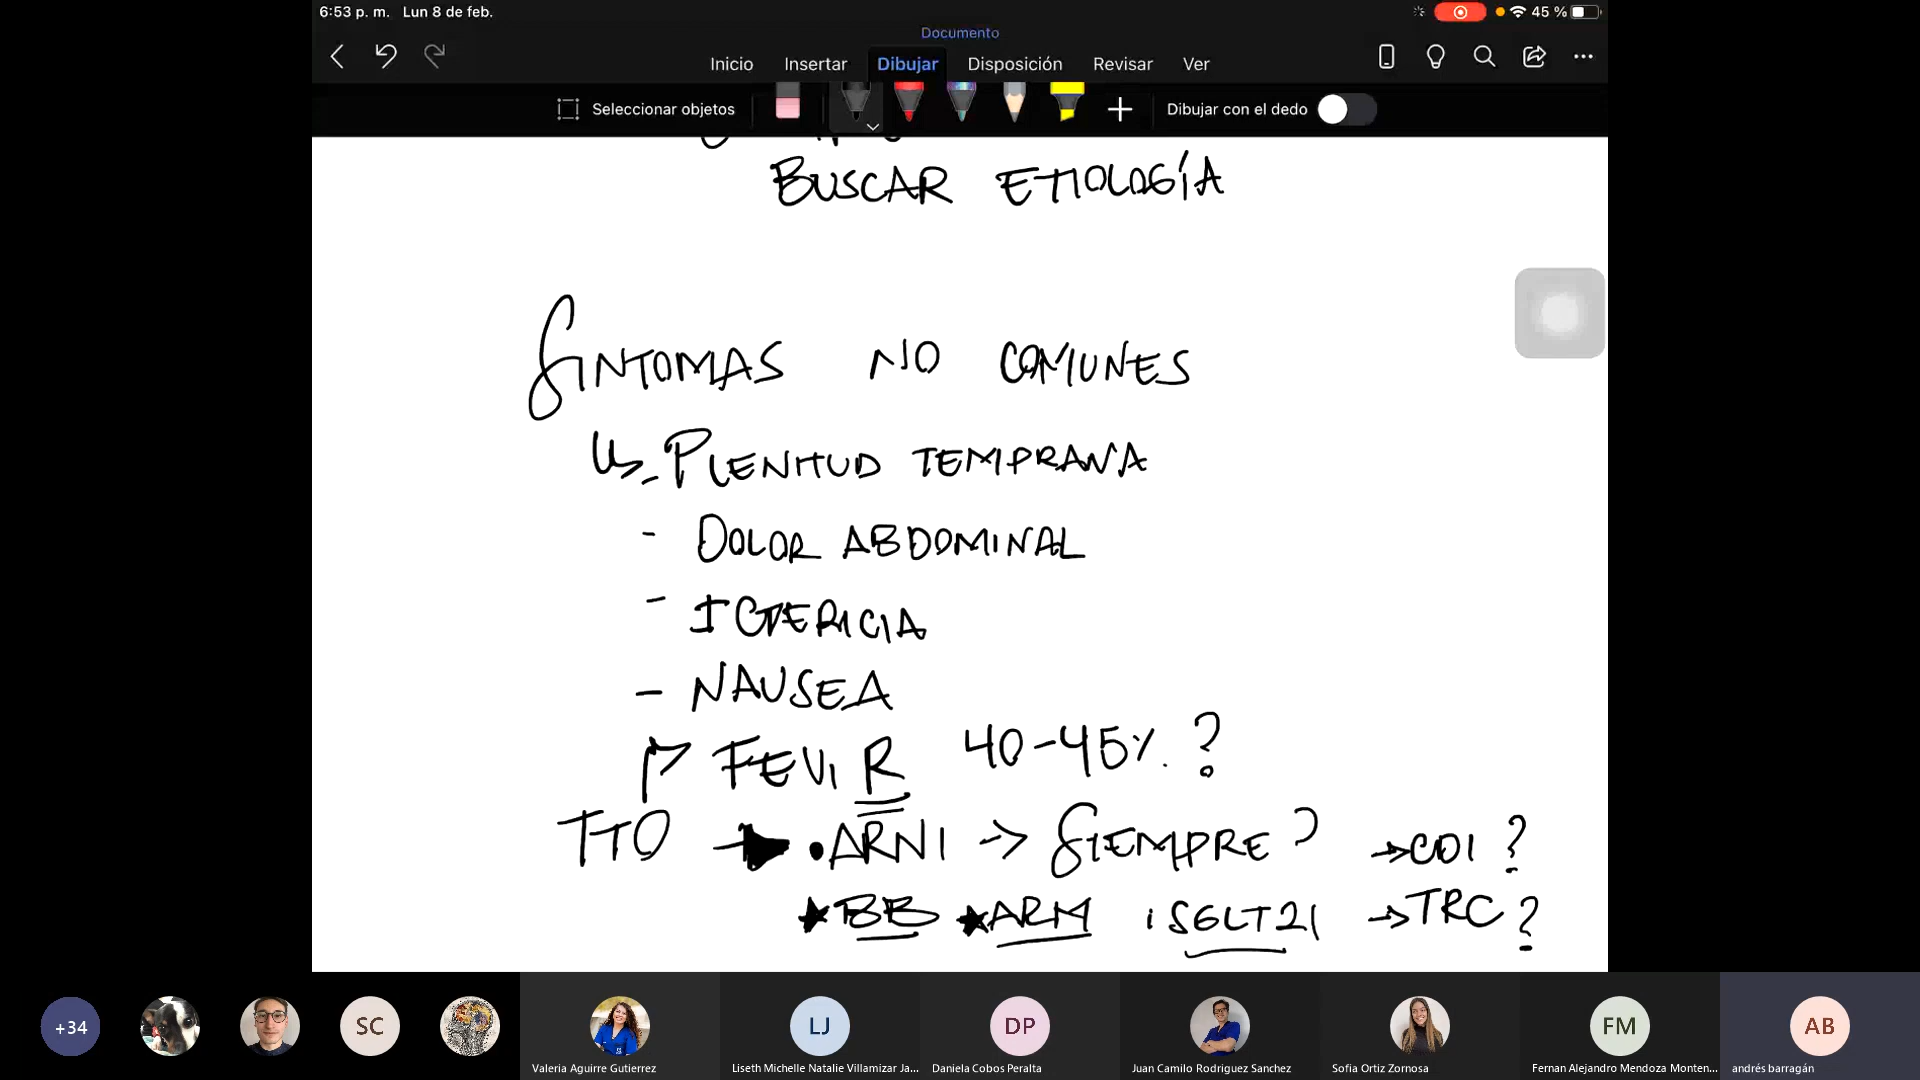 6:53 p. m. Lun 8 de feb.
45 %
Documento
Inicio Insertar Dibujar Disposición Revisar Ver
Seleccionar objetos
Dibujar con el dedo
BUSCAR ETIOLOGÍA
SINTOMAS NO COMUNES
- PLENITUD TEMPRANA
- DOLOR ABDOMINAL
- ICTERICIA
- NAUSEA
FEVI R 40-45% ?
TTO → • ARNI → SIEMPRE ? → CDI ?
★ BB ★ ARM ¡SGLT2! → TRC ?
+34
SC
LJ
DP
FM
AB
Valeria Aguirre Gutierrez
Liseth Michelle Natalie Villamizar Ja...
Daniela Cobos Peralta
Juan Camilo Rodriguez Sanchez
Sofia Ortiz Zornosa
Fernan Alejandro Mendoza Monten...
andrés barragán